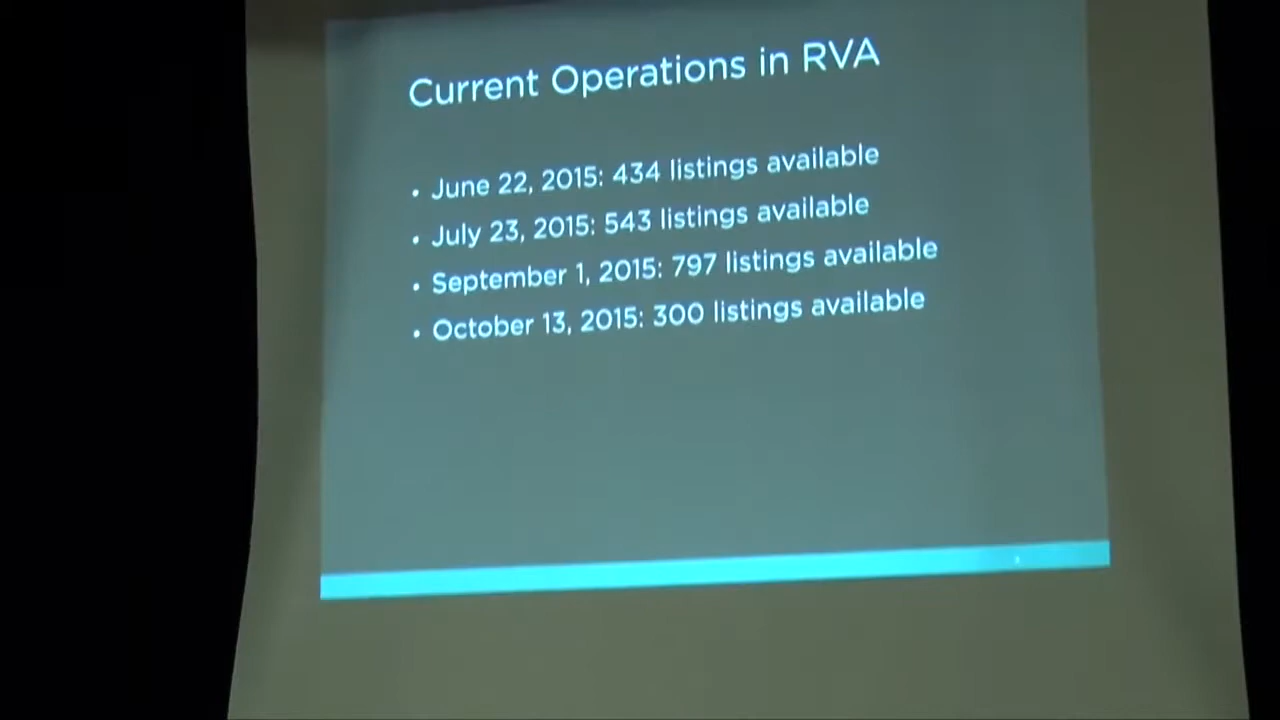 Current Operations in RVA
• June 22, 2015: 434 listings available
• July 23, 2015: 543 listings available
• September 1, 2015: 797 listings available
• October 13, 2015: 300 listings available